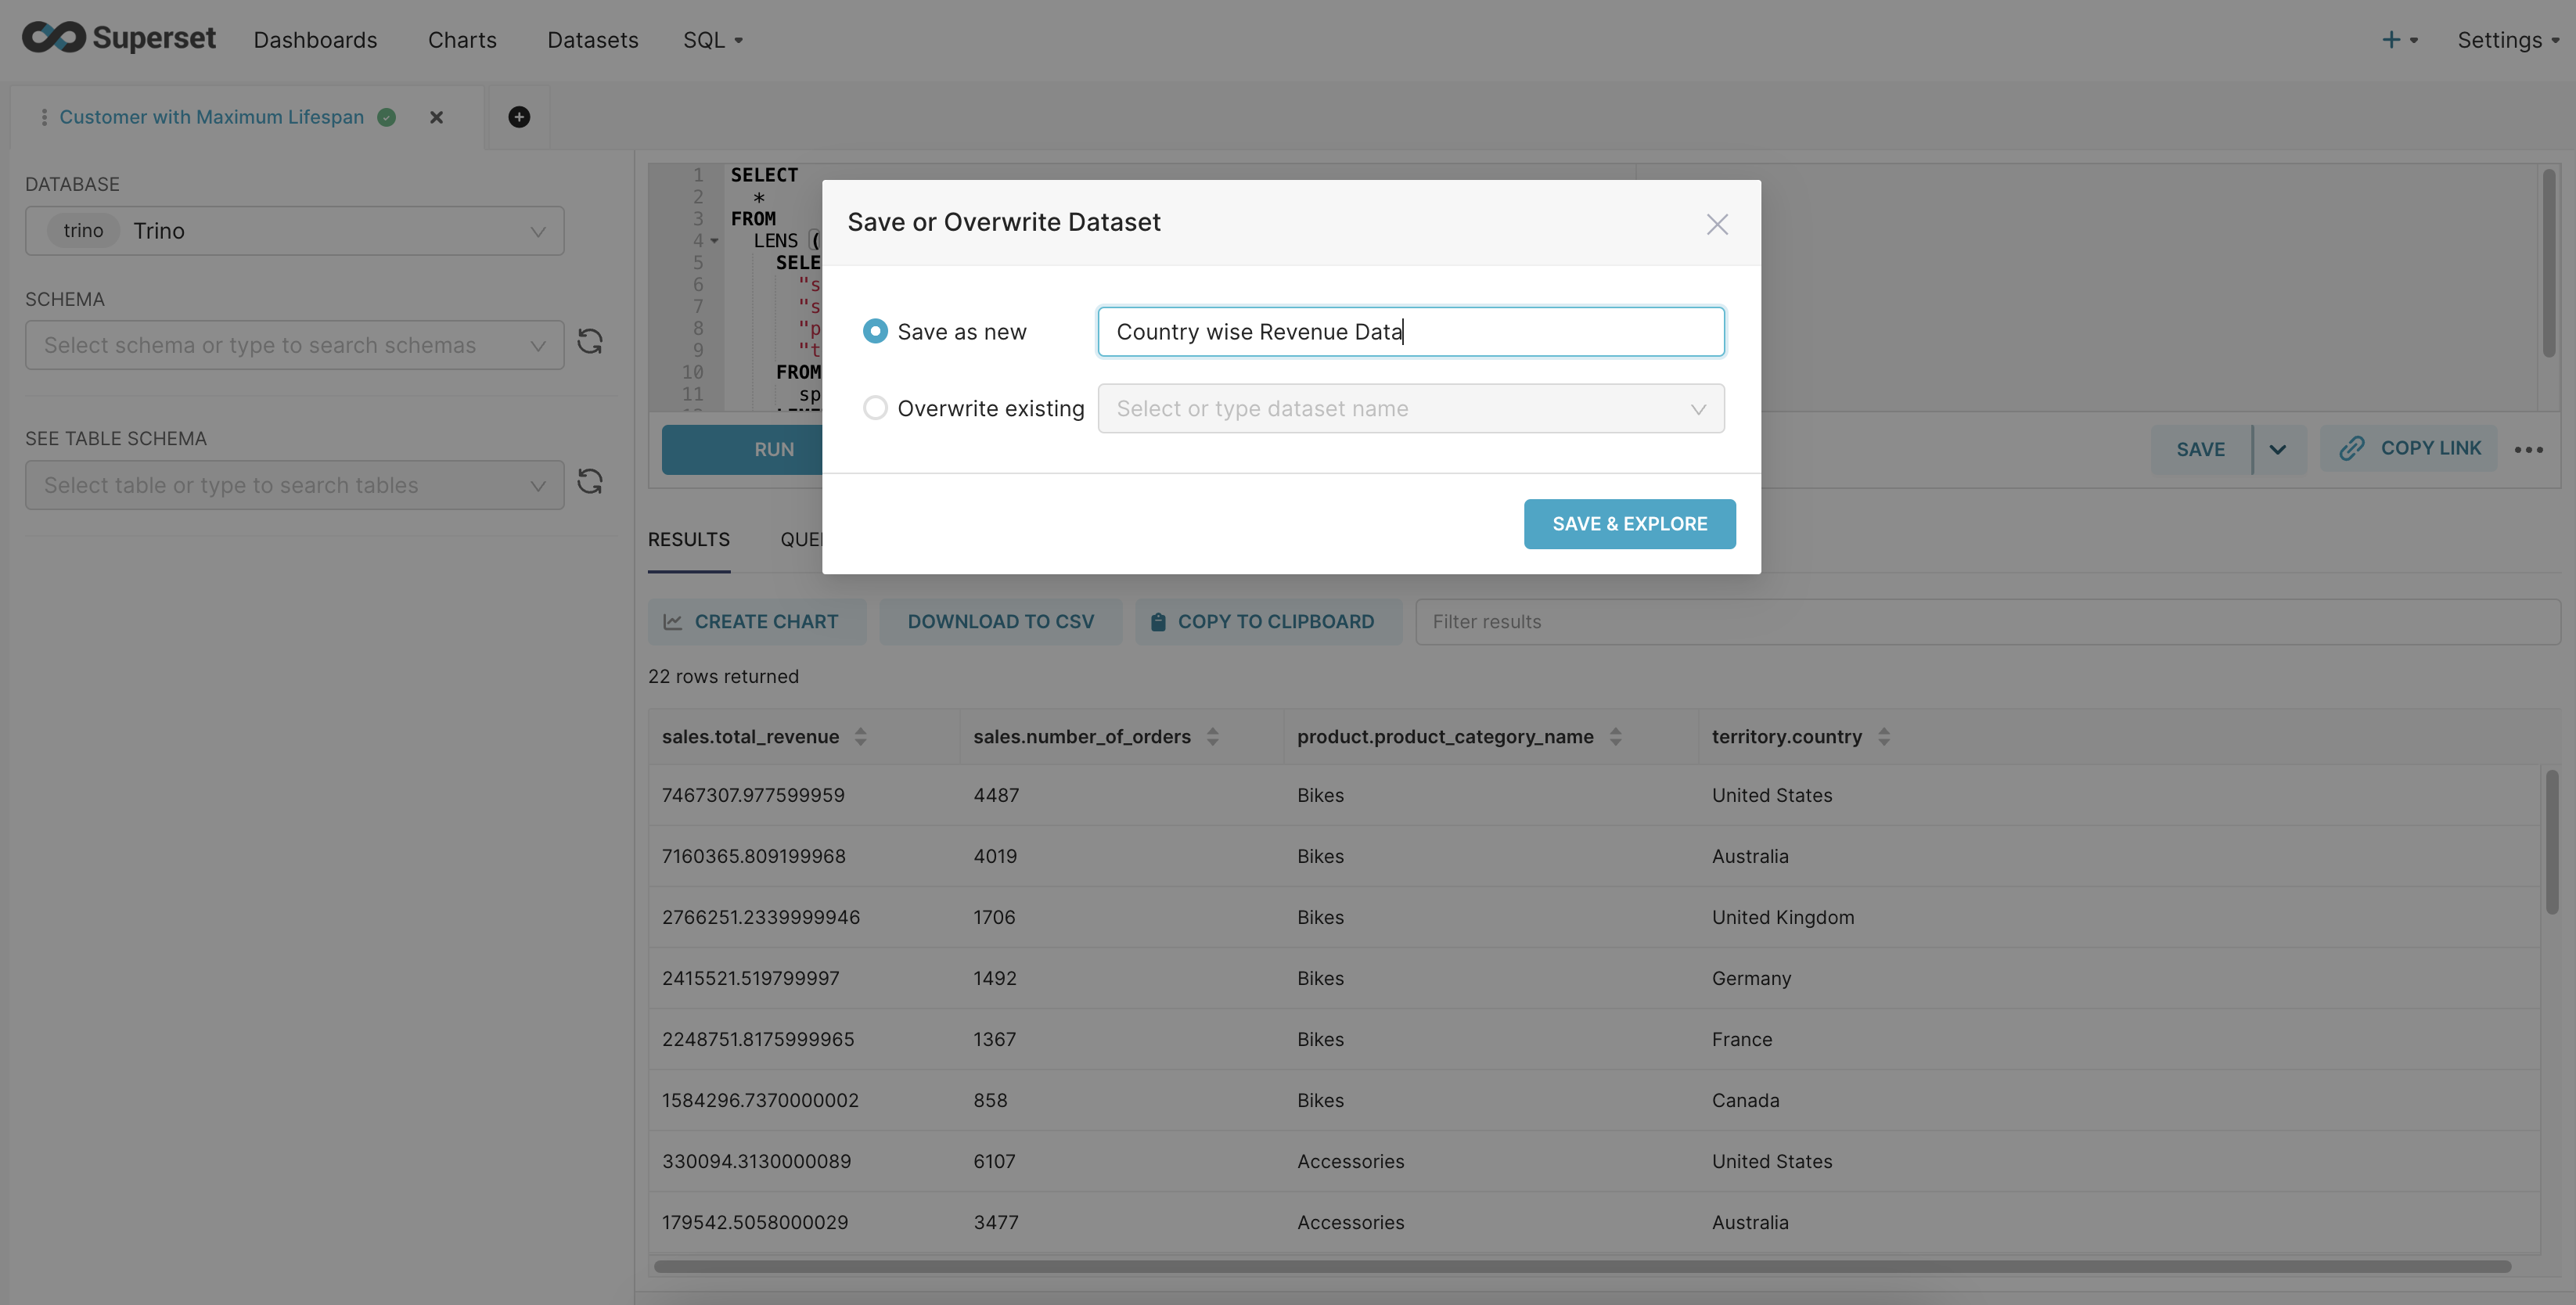 Superset Dashboards Charts Datasets SQL + Settings
Customer with Maximum Lifespan
DATABASE
trino Trino
SCHEMA
Select schema or type to search schemas
SEE TABLE SCHEMA
Select table or type to search tables
1 SELECT
2 *
3 FROM
4 LENS (
5 SELE
6 "s
7 "s
8 "p
9 "t
10 FROM
11 sp
Save or Overwrite Dataset
Save as new Country wise Revenue Data
Overwrite existing Select or type dataset name
SAVE & EXPLORE
RUN SAVE COPY LINK
RESULTS
CREATE CHART DOWNLOAD TO CSV COPY TO CLIPBOARD Filter results
22 rows returned
sales.total_revenue sales.number_of_orders product.product_category_name territory.country
7467307.977599959 4487 Bikes United States
7160365.809199968 4019 Bikes Australia
2766251.2339999946 1706 Bikes United Kingdom
2415521.519799997 1492 Bikes Germany
2248751.8175999965 1367 Bikes France
1584296.7370000002 858 Bikes Canada
330094.3130000089 6107 Accessories United States
179542.5058000029 3477 Accessories Australia